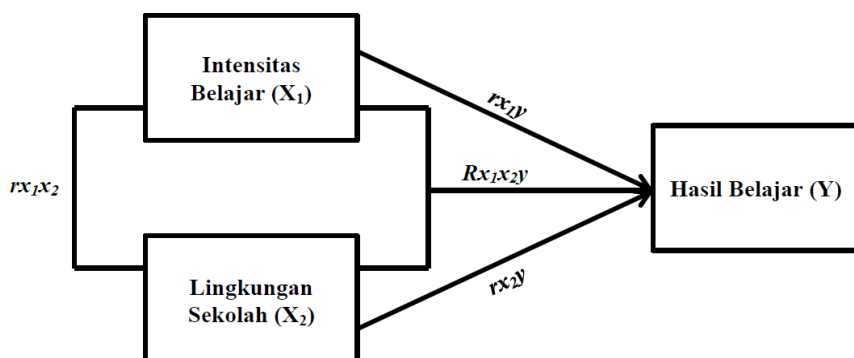 Intensitas
Belajar (X₁)
rx₁y
rx₁x₂
Rx₁x₂y
Hasil Belajar (Y)
rx₂y
Lingkungan
Sekolah (X₂)